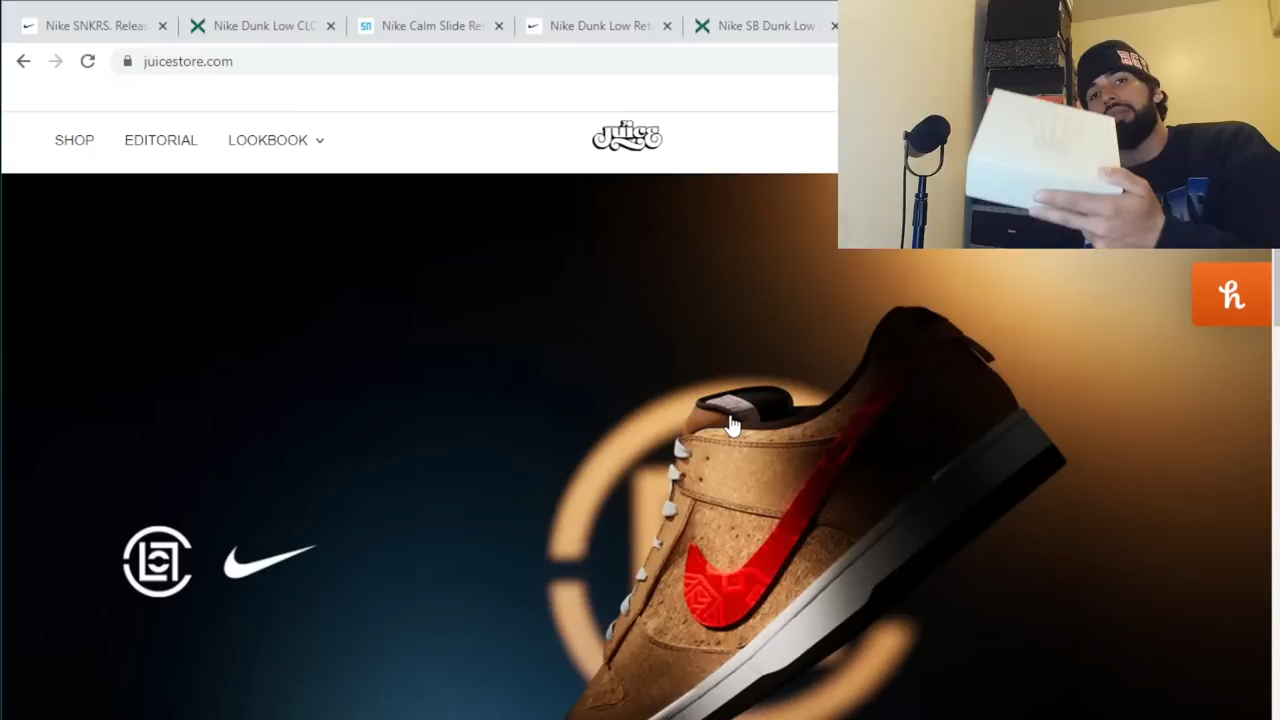 Nike SNKRS. Releas
Nike Dunk Low CLO
Nike Calm Slide Re
Nike Dunk Low Ret
Nike SB Dunk Low
juicestore.com
SHOP EDITORIAL LOOKBOOK
juice